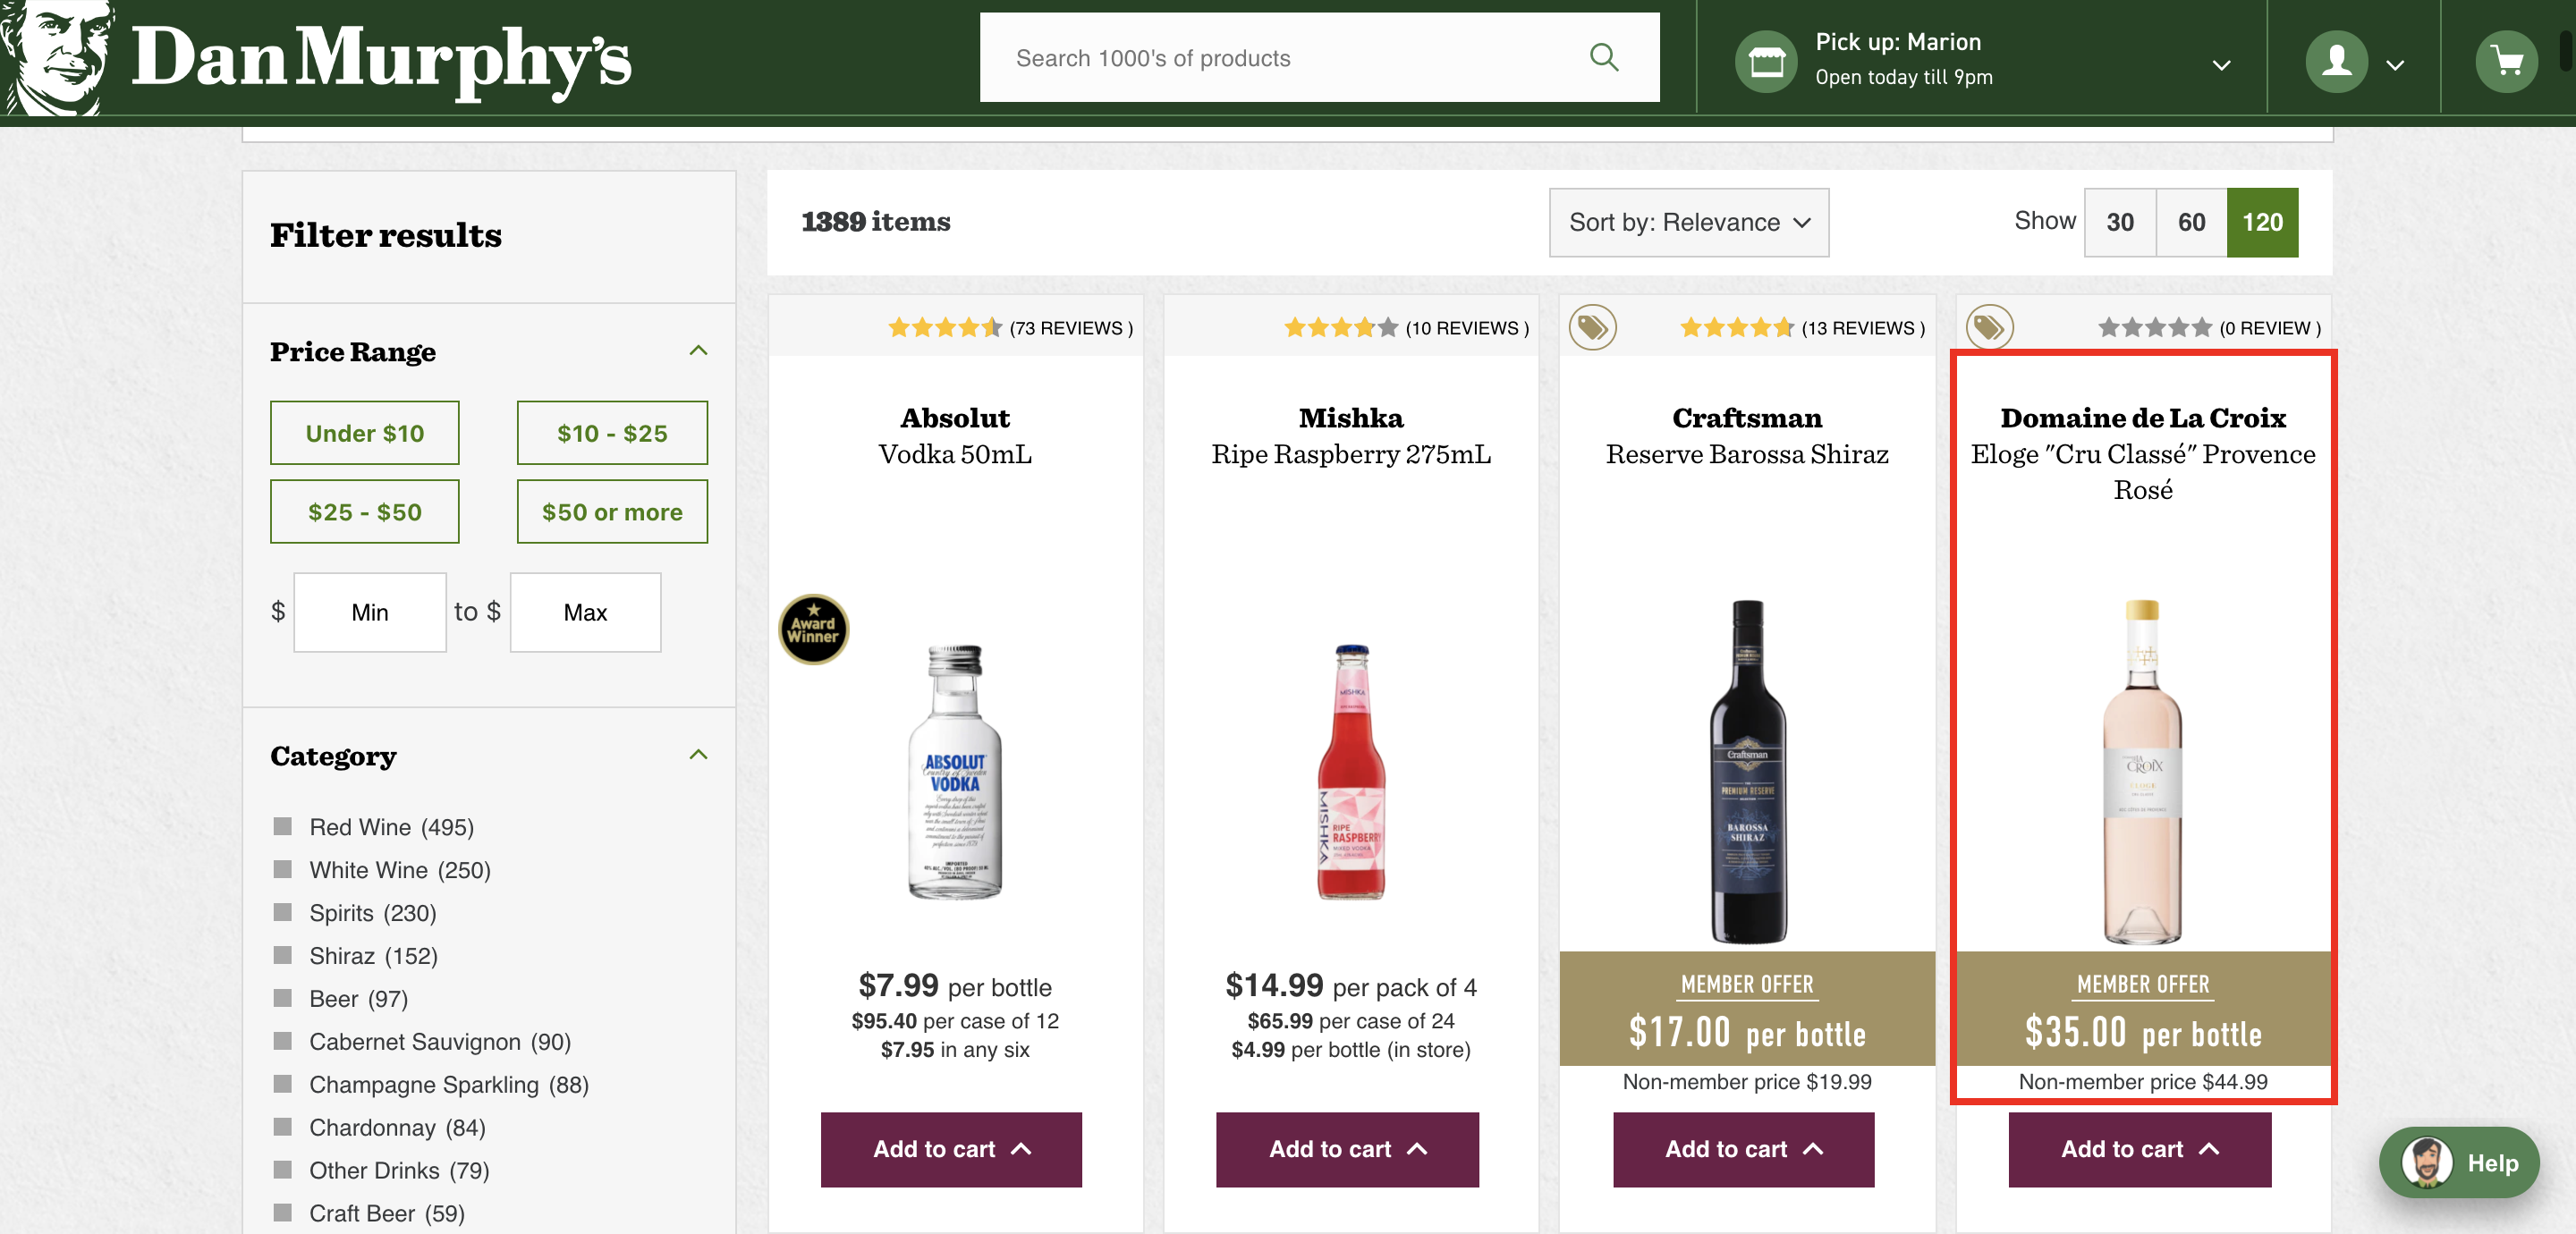 Dan Murphy's
Search 1000's of products
Pick up: Marion
Open today till 9pm
Filter results
Price Range
Under $10
$10 - $25
$25 - $50
$50 or more
$ Min to $ Max
Category
Red Wine (495)
White Wine (250)
Spirits (230)
Shiraz (152)
Beer (97)
Cabernet Sauvignon (90)
Champagne Sparkling (88)
Chardonnay (84)
Other Drinks (79)
Craft Beer (59)
1389 items
Sort by: Relevance
Show 30 60 120
(73 REVIEWS )
Absolut
Vodka 50mL
Award
Winner
ABSOLUT
Country of Sweden
VODKA
IMPORTED
$7.99 per bottle
$95.40 per case of 12
$7.95 in any six
Add to cart
(10 REVIEWS )
Mishka
Ripe Raspberry 275mL
MISHKA
MISHKA
RIPE
RASPBERRY
MIXED VODKA
$14.99 per pack of 4
$65.99 per case of 24
$4.99 per bottle (in store)
Add to cart
(13 REVIEWS )
Craftsman
Reserve Barossa Shiraz
Craftsman
PREMIUM RESERVE
BAROSSA
SHIRAZ
MEMBER OFFER
$17.00 per bottle
Non-member price $19.99
Add to cart
(0 REVIEW )
Domaine de La Croix
Eloge "Cru Classé" Provence
Rosé
LA
CROIX
ELOGE
MEMBER OFFER
$35.00 per bottle
Non-member price $44.99
Add to cart
Help